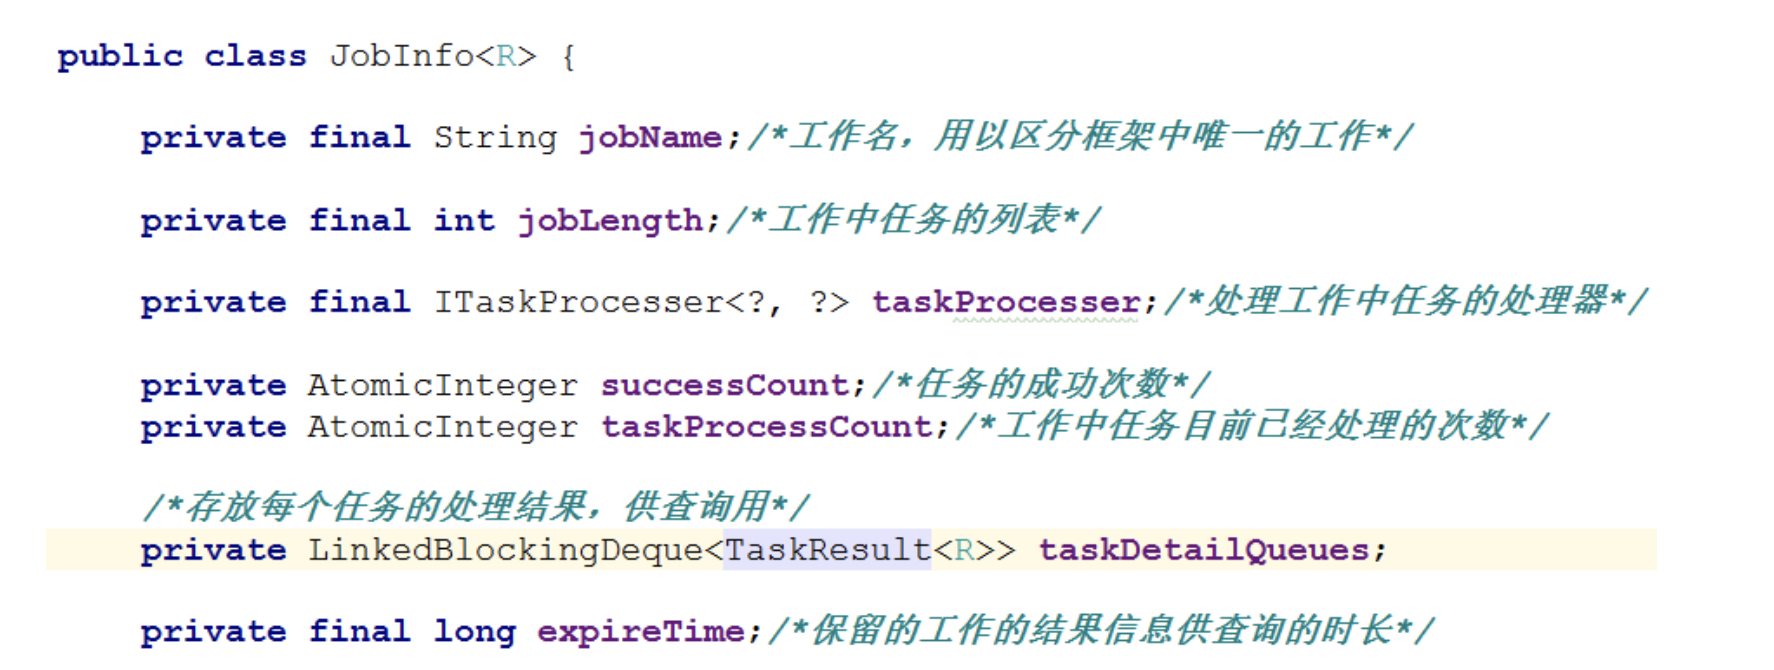 public class JobInfo<R> {
private final String jobName;/*工作名，用以区分框架中唯一的工作*/
private final int jobLength;/*工作中任务的列表*/
private final ITaskProcesser<?, ?> taskProcesser;/*处理工作中任务的处理器*/
private AtomicInteger successCount;/*任务的成功次数*/
private AtomicInteger taskProcessCount;/*工作中任务目前已经处理的次数*/
/*存放每个任务的处理结果，供查询用*/
private LinkedBlockingDeque<TaskResult<R>> taskDetailQueues;
private final long expireTime;/*保留的工作的结果信息供查询的时长*/